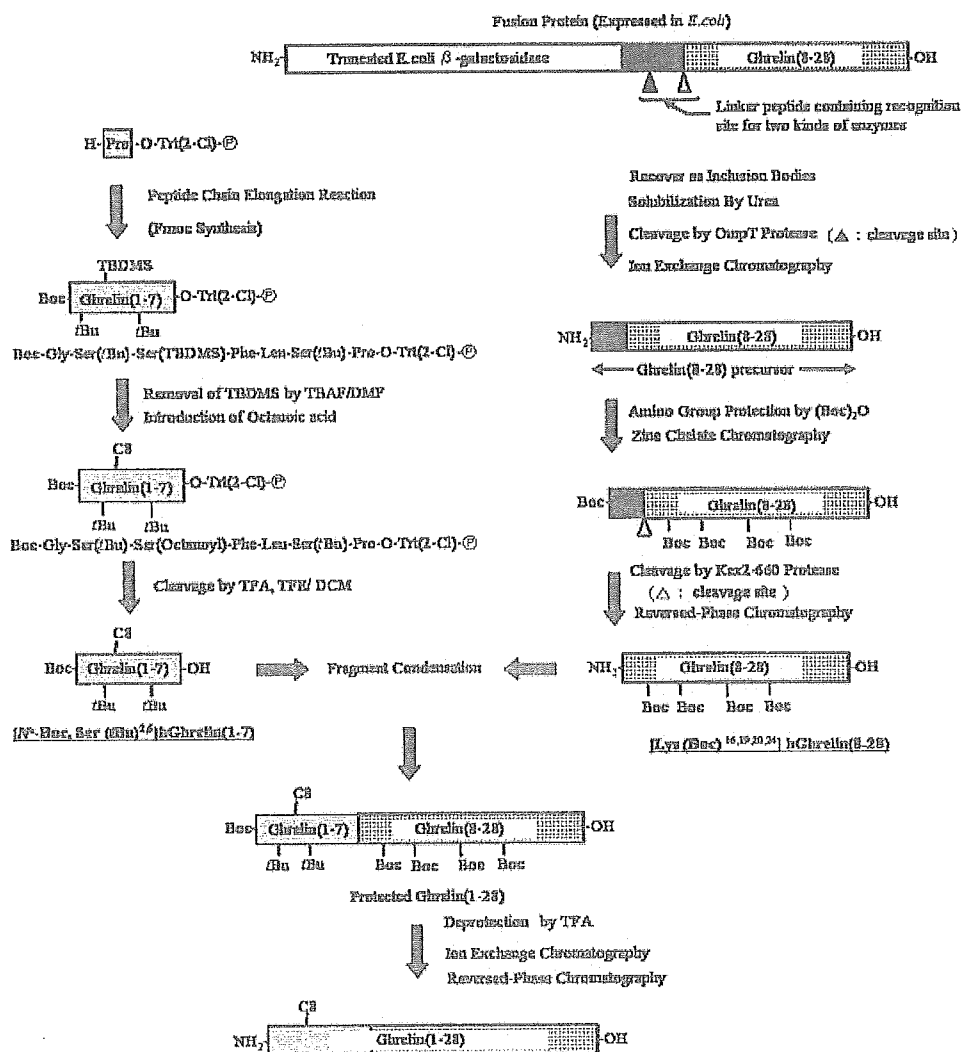 Fusion Protein (Expressed in E.coli)
NH2- Truncated E.coli β-galactosidase Ghrelin(8-28) -OH
Linker peptide containing recognition
site for two kinds of enzymes
H-Pro-O-Trt(2-Cl)-Ⓟ
Peptide Chain Elongation Reaction
(Fmoc Synthesis)
TBDMS
Boc- Ghrelin(1-7) -O-Trt(2-Cl)-Ⓟ
tBu tBu
Boc-Gly-Ser(tBu)-Ser(TBDMS)-Phe-Leu-Ser(tBu)-Pro-O-Trt(2-Cl)-Ⓟ
Removal of TBDMS by TBAF/DMF
Introduction of Octanoic acid
C8
Boc- Ghrelin(1-7) -O-Trt(2-Cl)-Ⓟ
tBu tBu
Boc-Gly-Ser(tBu)-Ser(Octanoyl)-Phe-Leu-Ser(tBu)-Pro-O-Trt(2-Cl)-Ⓟ
Cleavage by TFA, TFE/ DCM
C8
Boc- Ghrelin(1-7) -OH
tBu tBu
[Nα-Boc, Ser (tBu)2,6]hGhrelin(1-7)
Recover as Inclusion Bodies
Solubilization By Urea
Cleavage by OmpT Protease (▲ : cleavage site)
Ion Exchange Chromatography
NH2- Ghrelin(8-28) -OH
Ghrelin(8-28) precursor
Amino Group Protection by (Boc)2O
Zinc Chelate Chromatography
Boc- Ghrelin(8-28) -OH
Boc Boc Boc Boc
Cleavage by Kex2-660 Protease
(△ : cleavage site )
Reversed-Phase Chromatography
NH2- Ghrelin(8-28) -OH
Boc Boc Boc Boc
[Lys (Boc) 16,19,20,24] hGhrelin(8-28)
Fragment Condensation
C8
Boc- Ghrelin(1-7) Ghrelin(8-28) -OH
tBu tBu Boc Boc Boc Boc
Protected Ghrelin(1-28)
Deprotection by TFA
Ion Exchange Chromatography
Reversed-Phase Chromatography
C8
NH2- Ghrelin(1-28) -OH